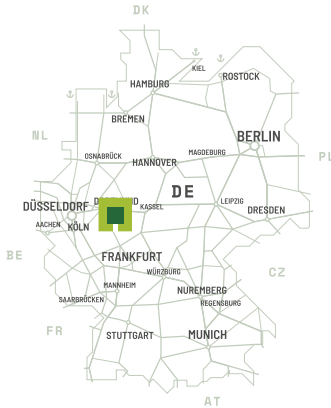 DK
KIEL
ROSTOCK
HAMBURG
BREMEN
NL
BERLIN
MAGDEBURG
PL
OSNABRÜCK
HANNOVER
DE
DÜSSELDORF
KASSEL
LEIPZIG
DRESDEN
AACHEN
KÖLN
BE
FRANKFURT
WÜRZBURG
CZ
MANNHEIM
NUREMBERG
SAARBRÜCKEN
REGENSBURG
FR
STUTTGART
MUNICH
AT